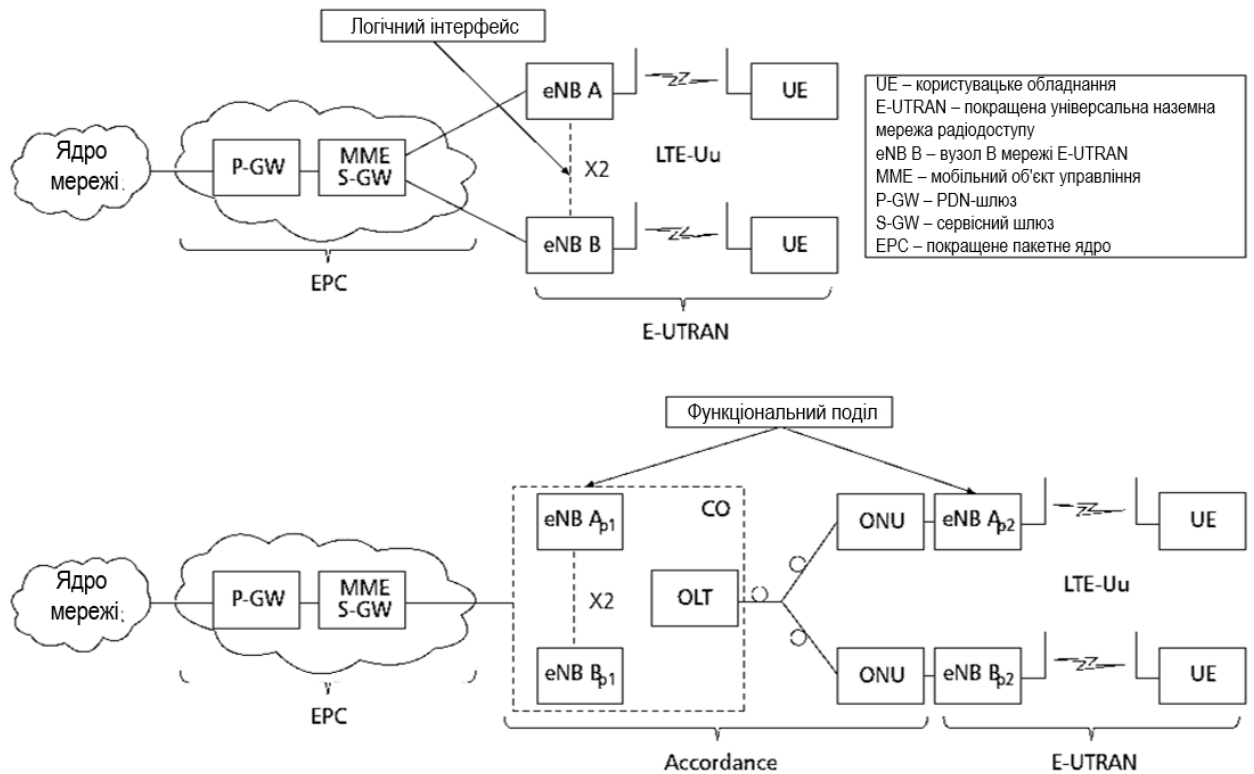 Логічний інтерфейс
Ядро
мережі
P-GW
MME
S-GW
EPC
eNB A
X2
eNB B
LTE-Uu
UE
UE
E-UTRAN
UE – користувацьке обладнання
E-UTRAN – покращена універсальна наземна
мережа радіодоступу
eNB B – вузол B мережі E-UTRAN
MME – мобільний об'єкт управління
P-GW – PDN-шлюз
S-GW – сервісний шлюз
EPC – покращене пакетне ядро
Функціональний поділ
Ядро
мережі
P-GW
MME
S-GW
EPC
eNB Ap1
X2
eNB Bp1
CO
OLT
ONU
ONU
eNB Ap2
eNB Bp2
LTE-Uu
UE
UE
Accordance
E-UTRAN